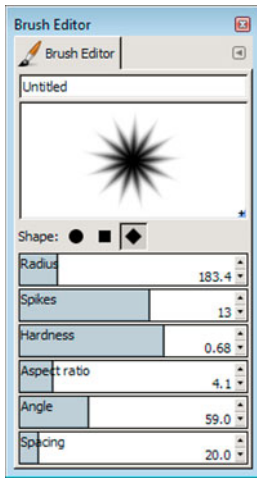 Brush Editor
Brush Editor
Untitled
Shape:
Radius
183.4
Spikes
13
Hardness
0.68
Aspect ratio
4.1
Angle
59.0
Spacing
20.0